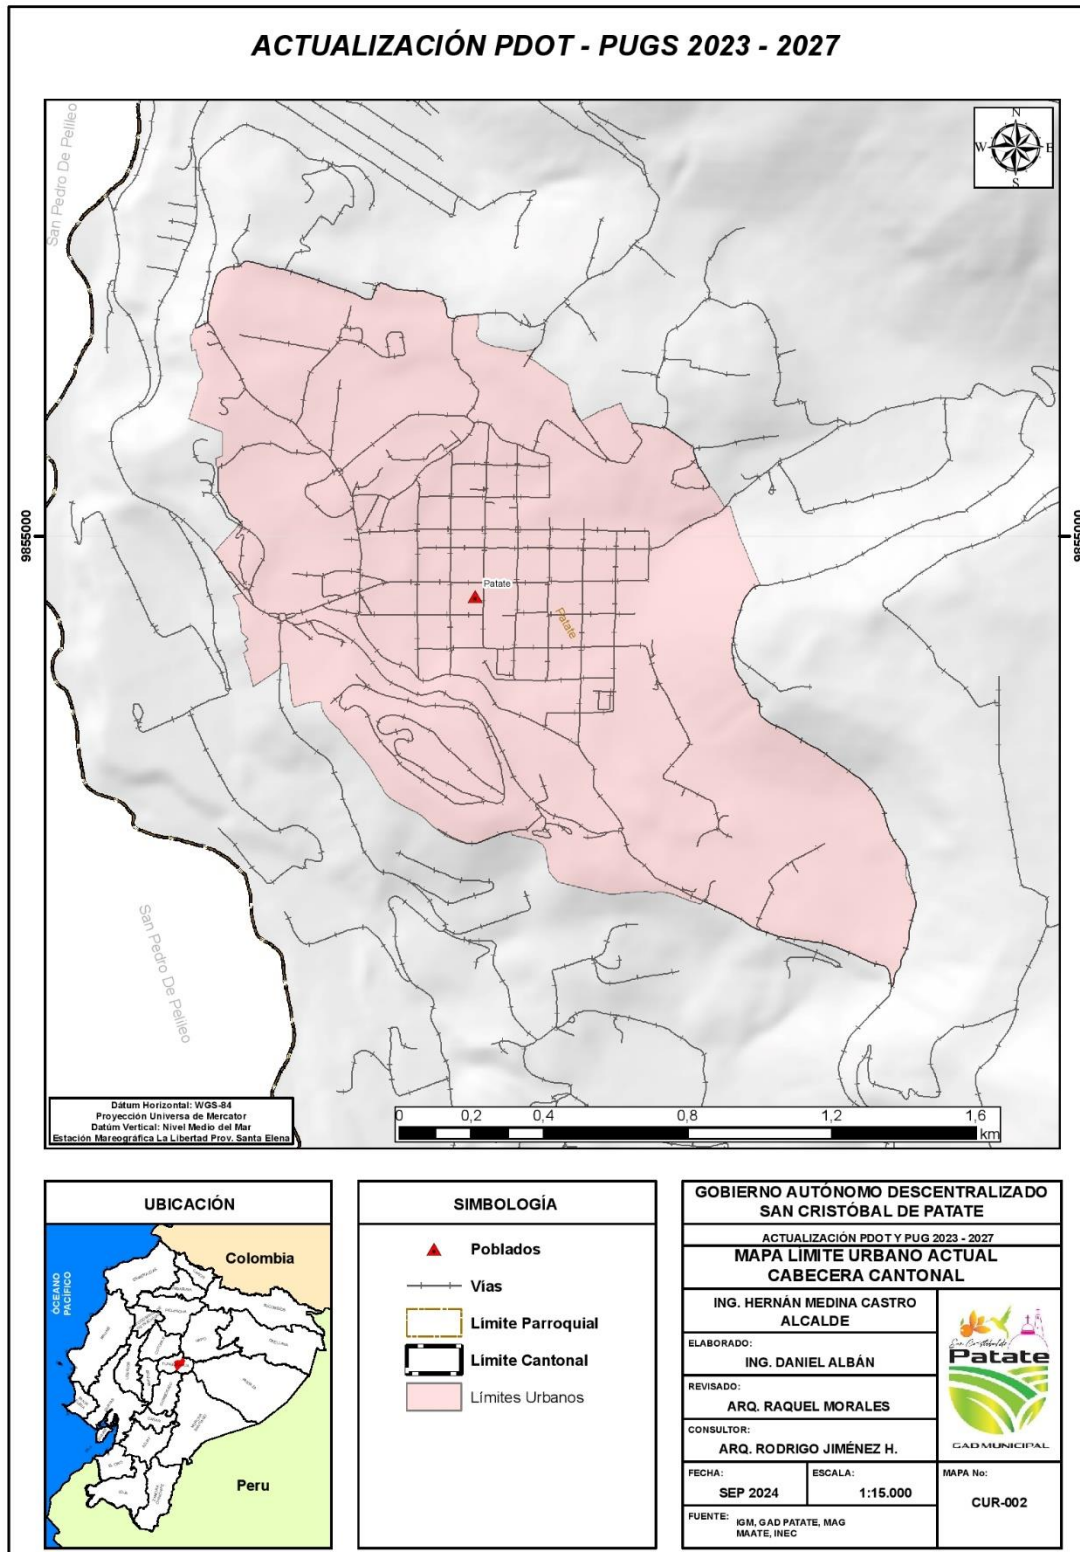 ACTUALIZACIÓN PDOT - PUGS 2023 - 2027
San Pedro De Pelileo
N
W E
S
9855000
9855000
Patate
Patate
San Pedro De Pelileo
Dátum Horizontal: WGS-84
Proyección Universa de Mercator
Datúm Vertical: Nivel Medio del Mar
Estación Mareográfica La Libertad Prov. Santa Elena
0 0,2 0,4 0,8 1,2 1,6
km
UBICACIÓN
Colombia
ÓCEANO
PACÍFICO
Peru
SIMBOLOGÍA
Poblados
Vías
Límite Parroquial
Límite Cantonal
Límites Urbanos
GOBIERNO AUTÓNOMO DESCENTRALIZADO
SAN CRISTÓBAL DE PATATE
ACTUALIZACIÓN PDOT Y PUG 2023 - 2027
MAPA LÍMITE URBANO ACTUAL
CABECERA CANTONAL
ING. HERNÁN MEDINA CASTRO
ALCALDE
ELABORADO:
ING. DANIEL ALBÁN
REVISADO:
ARQ. RAQUEL MORALES
CONSULTOR:
ARQ. RODRIGO JIMÉNEZ H.
San Cristóbal de
Patate
GAD MUNICIPAL
FECHA:
SEP 2024
ESCALA:
1:15.000
MAPA No:
CUR-002
FUENTE: IGM, GAD PATATE, MAG
MAATE, INEC